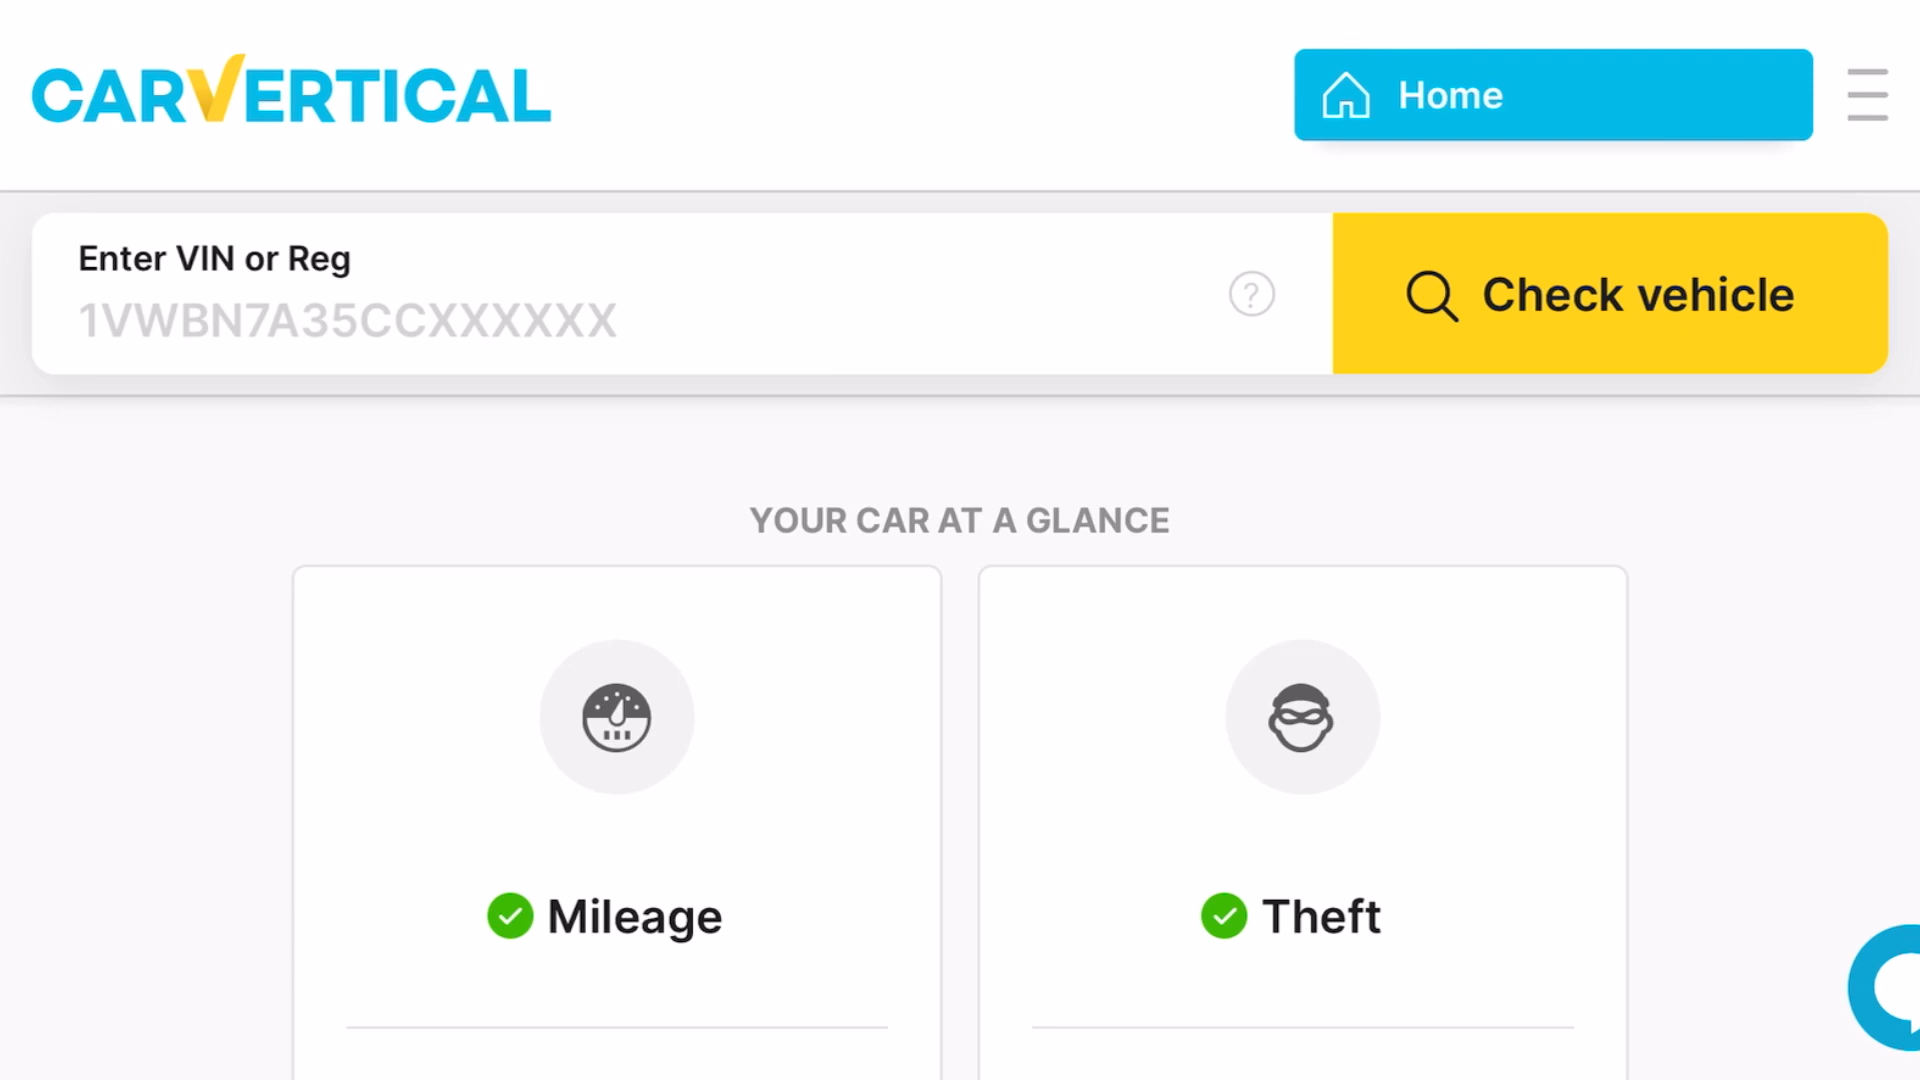 CARVERTICAL
Home
Enter VIN or Reg
1VWBN7A35CCXXXXXX
?
Check vehicle
YOUR CAR AT A GLANCE
Mileage
Theft